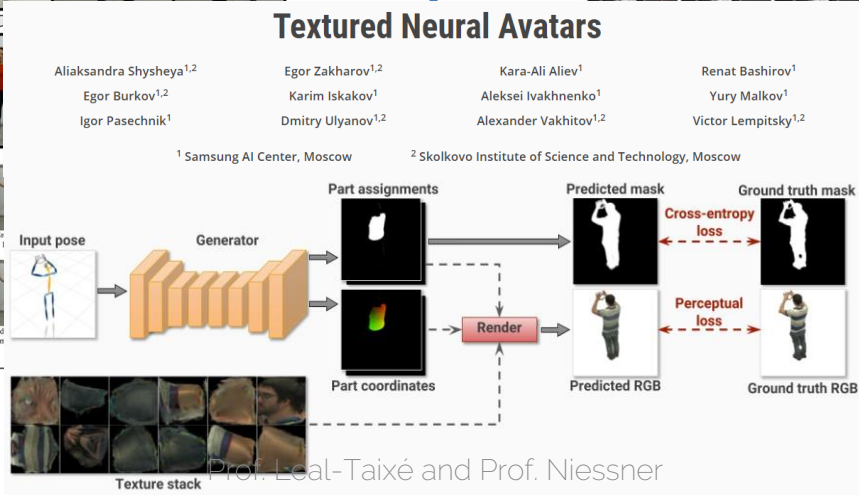 Textured Neural Avatars
Aliaksandra Shysheya1,2 Egor Zakharov1,2 Kara-Ali Aliev1 Renat Bashirov1
Egor Burkov1,2 Karim Iskakov1 Aleksei Ivakhnenko1 Yury Malkov1
Igor Pasechnik1 Dmitry Ulyanov1,2 Alexander Vakhitov1,2 Victor Lempitsky1,2
1 Samsung AI Center, Moscow 2 Skolkovo Institute of Science and Technology, Moscow
Part assignments
Predicted mask
Ground truth mask
Cross-entropy
loss
Input pose
Generator
Perceptual
loss
Render
Part coordinates
Predicted RGB
Ground truth RGB
Prof. Leal-Taixé and Prof. Niessner
Texture stack